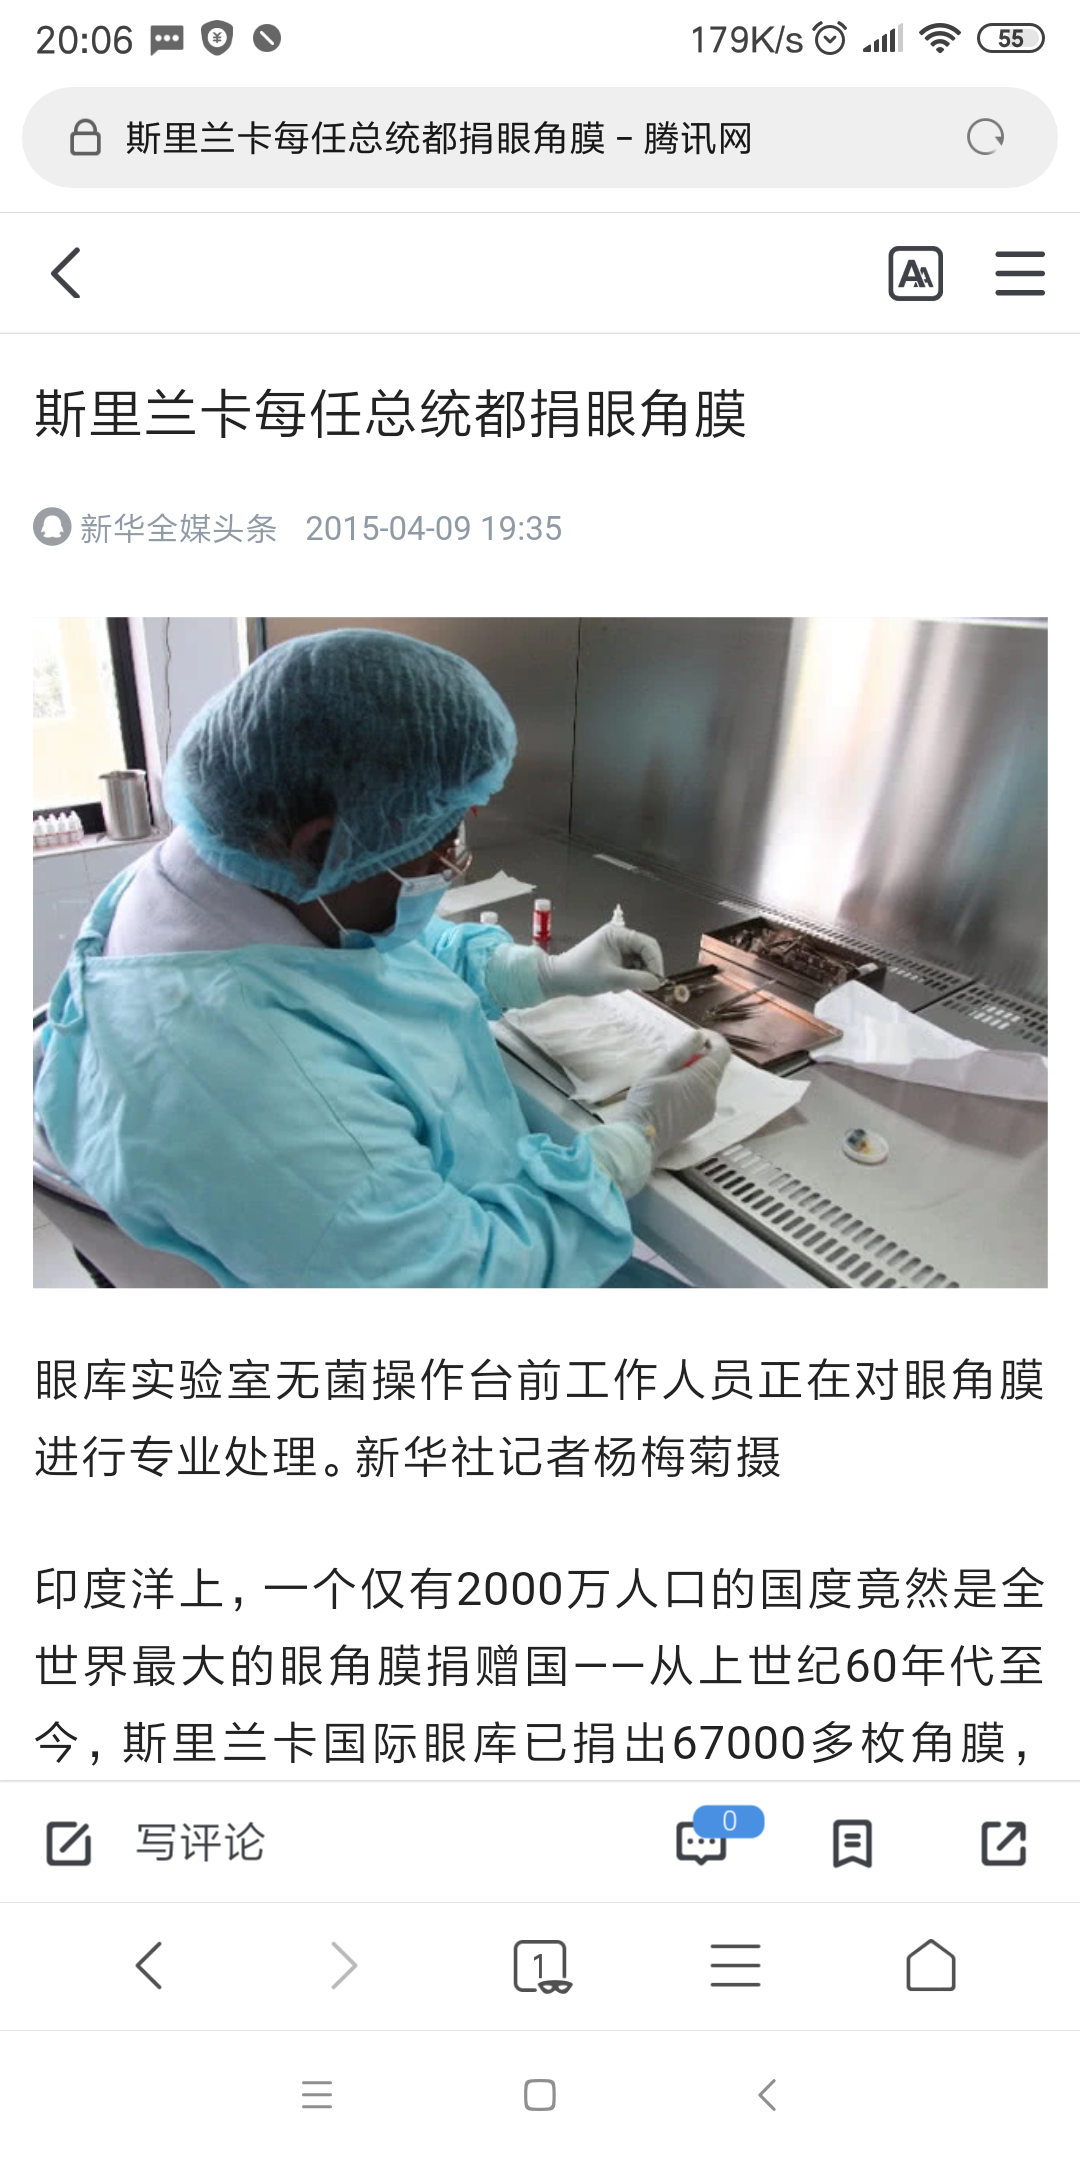 20:06 179K/s 55
斯里兰卡每任总统都捐眼角膜 - 腾讯网
斯里兰卡每任总统都捐眼角膜
新华全媒头条 2015-04-09 19:35
眼库实验室无菌操作台前工作人员正在对眼角膜
进行专业处理。新华社记者杨梅菊摄
印度洋上，一个仅有2000万人口的国度竟然是全
世界最大的眼角膜捐赠国——从上世纪60年代至
今，斯里兰卡国际眼库已捐出67000多枚角膜，
写评论 0
1